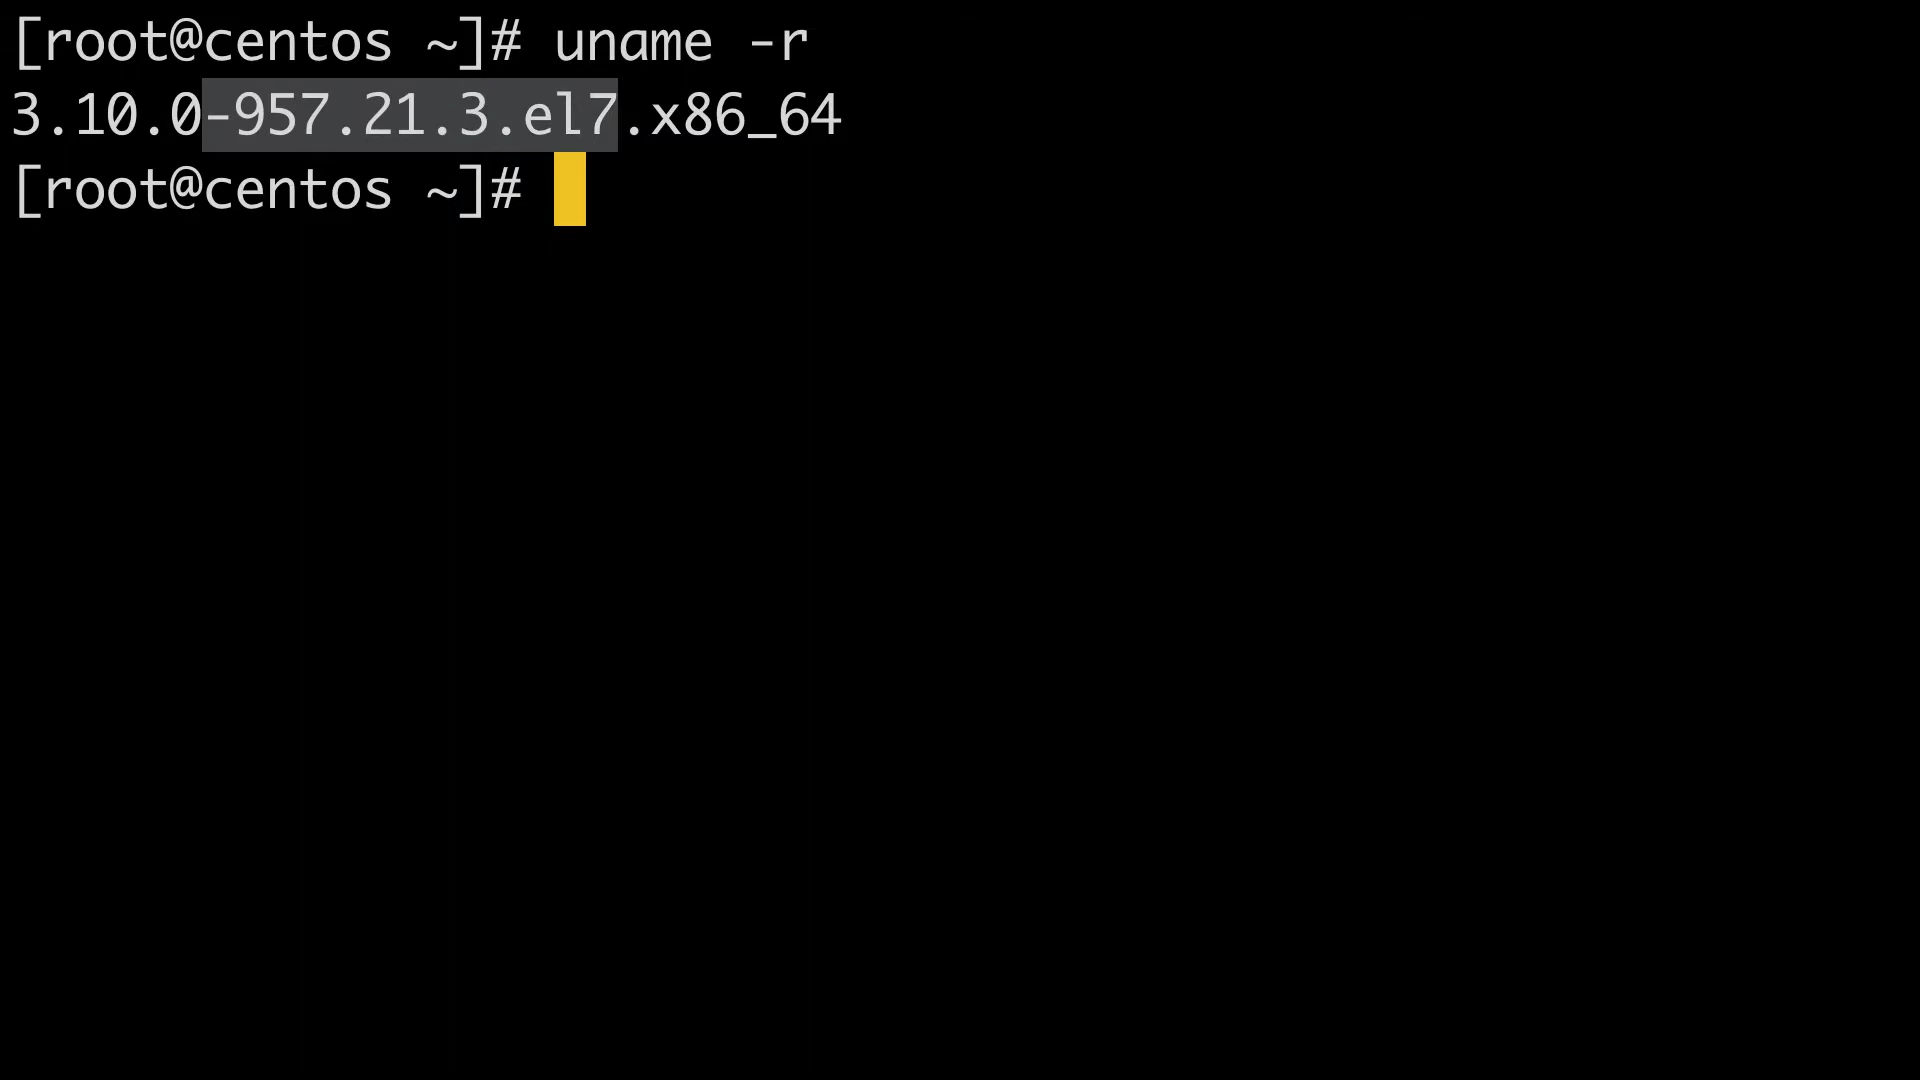 [root@centos ~]# uname -r
3.10.0-957.21.3.el7.x86_64
[root@centos ~]#